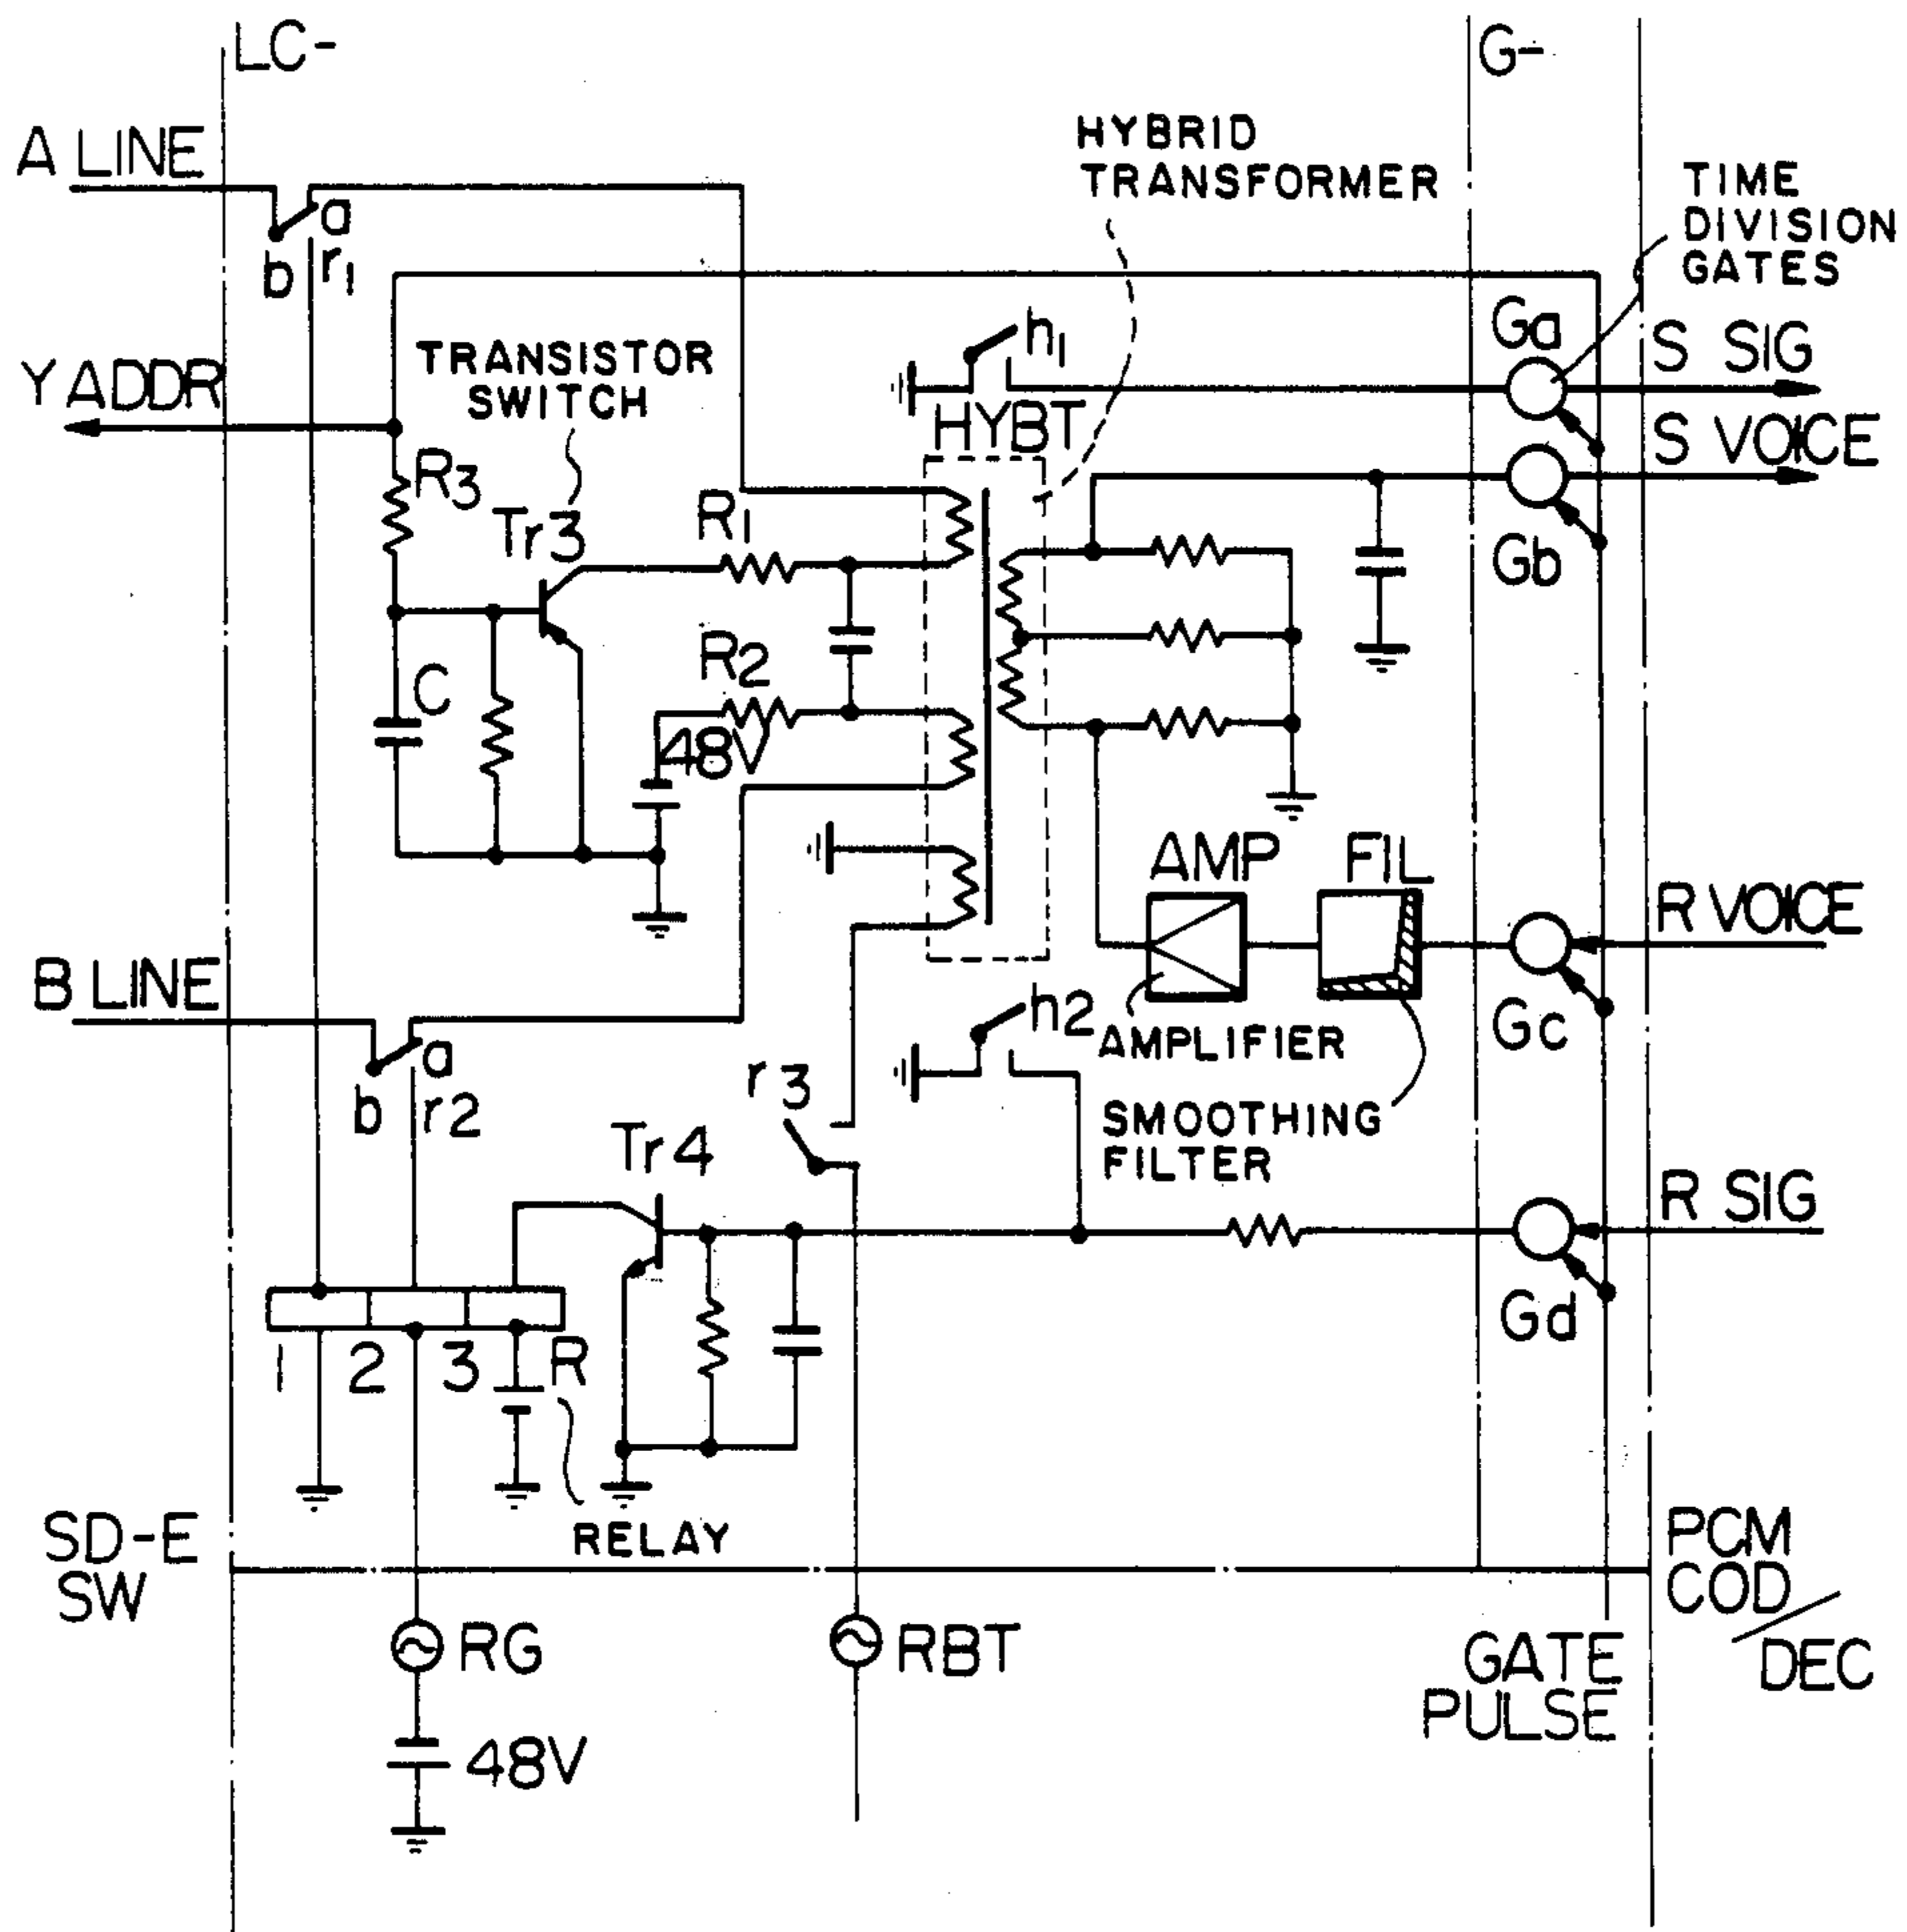 LC-
G-
A LINE
HYBRID
TRANSFORMER
TIME
DIVISION
GATES
a
b
r1
h1
Ga
S SIG
Y ADDR
TRANSISTOR
SWITCH
HYBT
S VOICE
R3
Tr3
R1
Gb
C
R2
48V
AMP
FIL
R VOICE
B LINE
h2
AMPLIFIER
Gc
a
b
r2
r3
SMOOTHING
FILTER
Tr4
R SIG
Gd
1
2
3
R
RELAY
SD-E
SW
PCM
COD/
DEC
RG
RBT
GATE
PULSE
48V